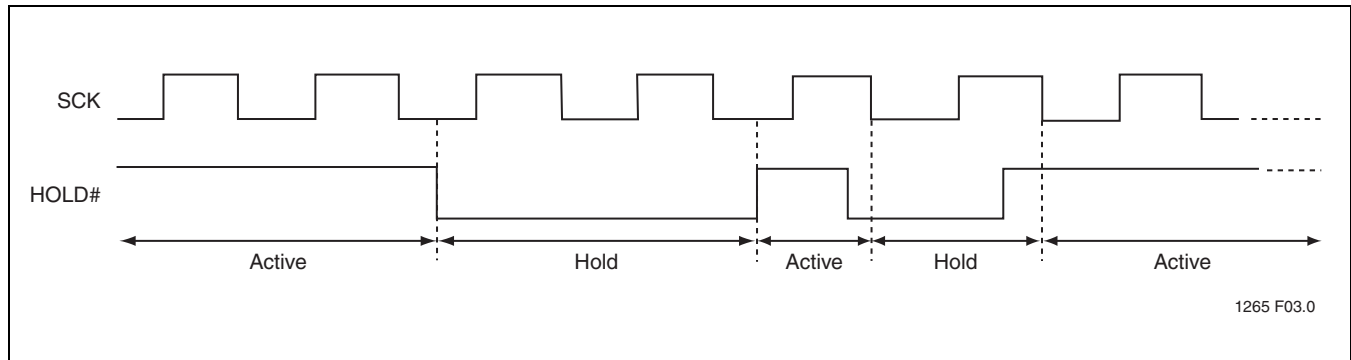 SCK
HOLD#
Active Hold Active Hold Active
1265 F03.0